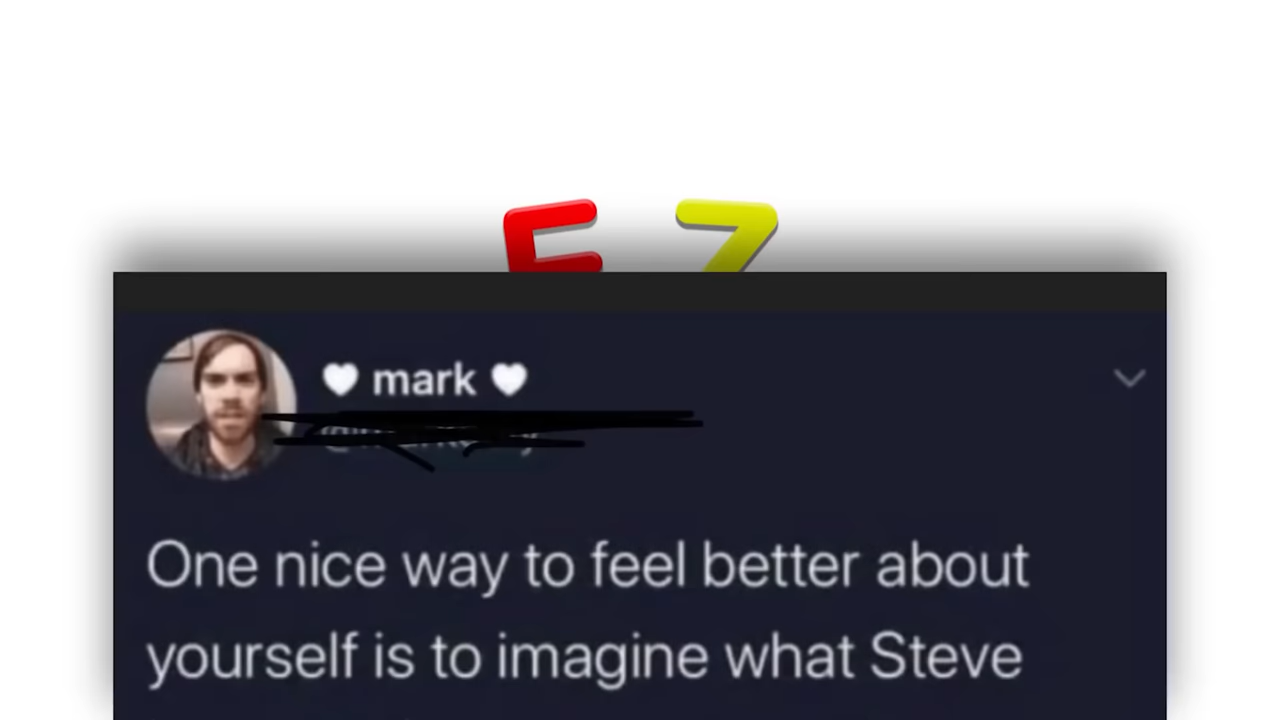 🤍 mark 🤍
One nice way to feel better about
yourself is to imagine what Steve